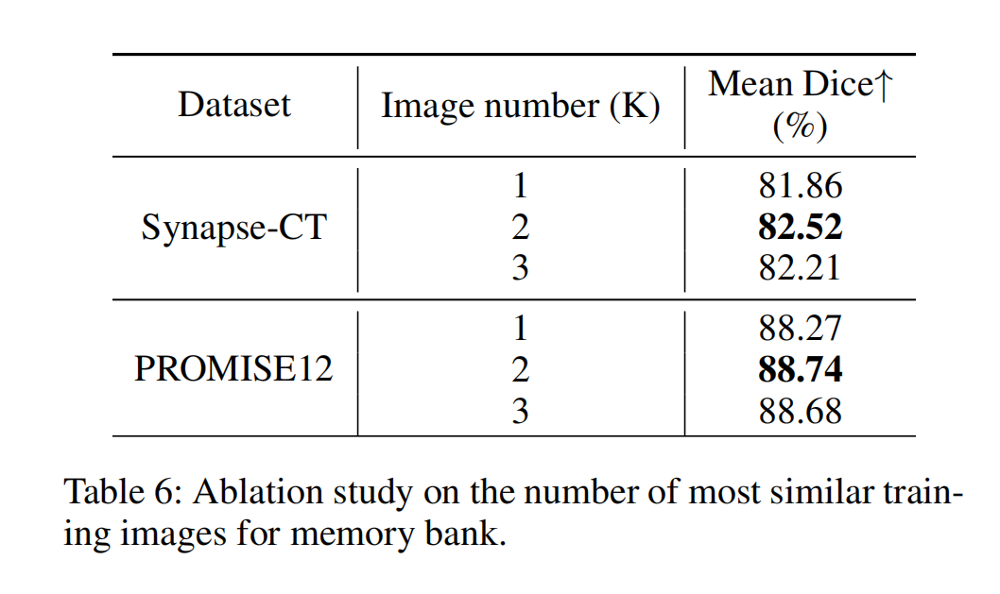 Dataset Image number (K) Mean Dice↑
(%)
1 81.86
Synapse-CT 2 82.52
3 82.21
1 88.27
PROMISE12 2 88.74
3 88.68
Table 6: Ablation study on the number of most similar train-
ing images for memory bank.